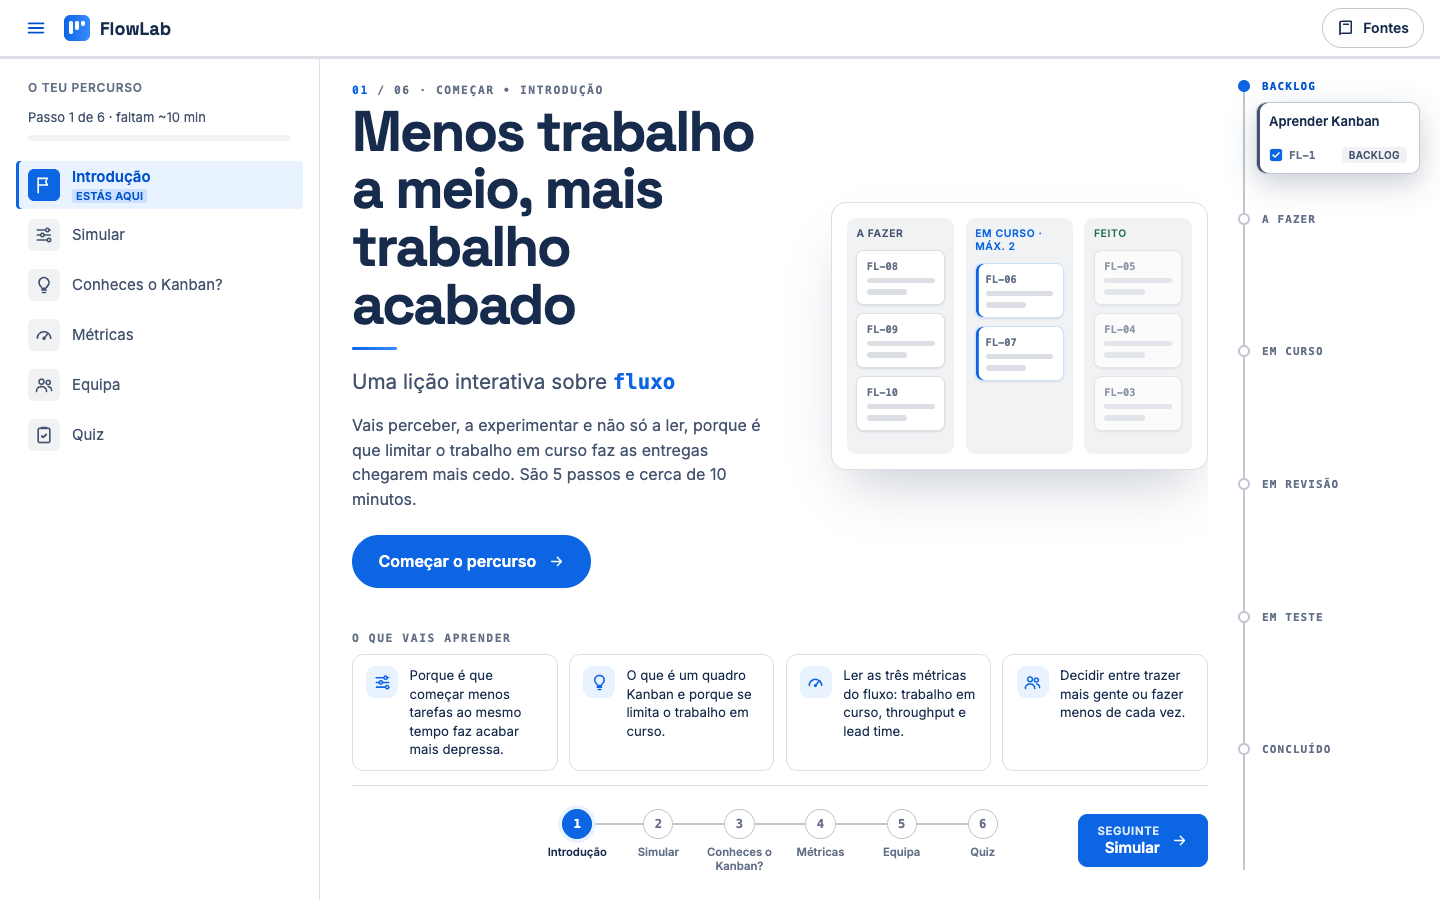 FlowLab
Fontes
O TEU PERCURSO
Passo 1 de 6 · faltam ~10 min
Introdução
ESTÁS AQUI
Simular
Conheces o Kanban?
Métricas
Equipa
Quiz
01 / 06 · COMEÇAR • INTRODUÇÃO
Menos trabalho
a meio, mais
trabalho
acabado
Uma lição interativa sobre fluxo
Vais perceber, a experimentar e não só a ler, porque é
que limitar o trabalho em curso faz as entregas
chegarem mais cedo. São 5 passos e cerca de 10
minutos.
Começar o percurso
A FAZER
FL-08
FL-09
FL-10
EM CURSO ·
MÁX. 2
FL-06
FL-07
FEITO
FL-05
FL-04
FL-03
O QUE VAIS APRENDER
Porque é que
começar menos
tarefas ao mesmo
tempo faz acabar
mais depressa.
O que é um quadro
Kanban e porque se
limita o trabalho em
curso.
Ler as três métricas
do fluxo: trabalho em
curso, throughput e
lead time.
Decidir entre trazer
mais gente ou fazer
menos de cada vez.
1
Introdução
2
Simular
3
Conheces o
Kanban?
4
Métricas
5
Equipa
6
Quiz
SEGUINTE
Simular
BACKLOG
Aprender Kanban
FL-1
BACKLOG
A FAZER
EM CURSO
EM REVISÃO
EM TESTE
CONCLUÍDO